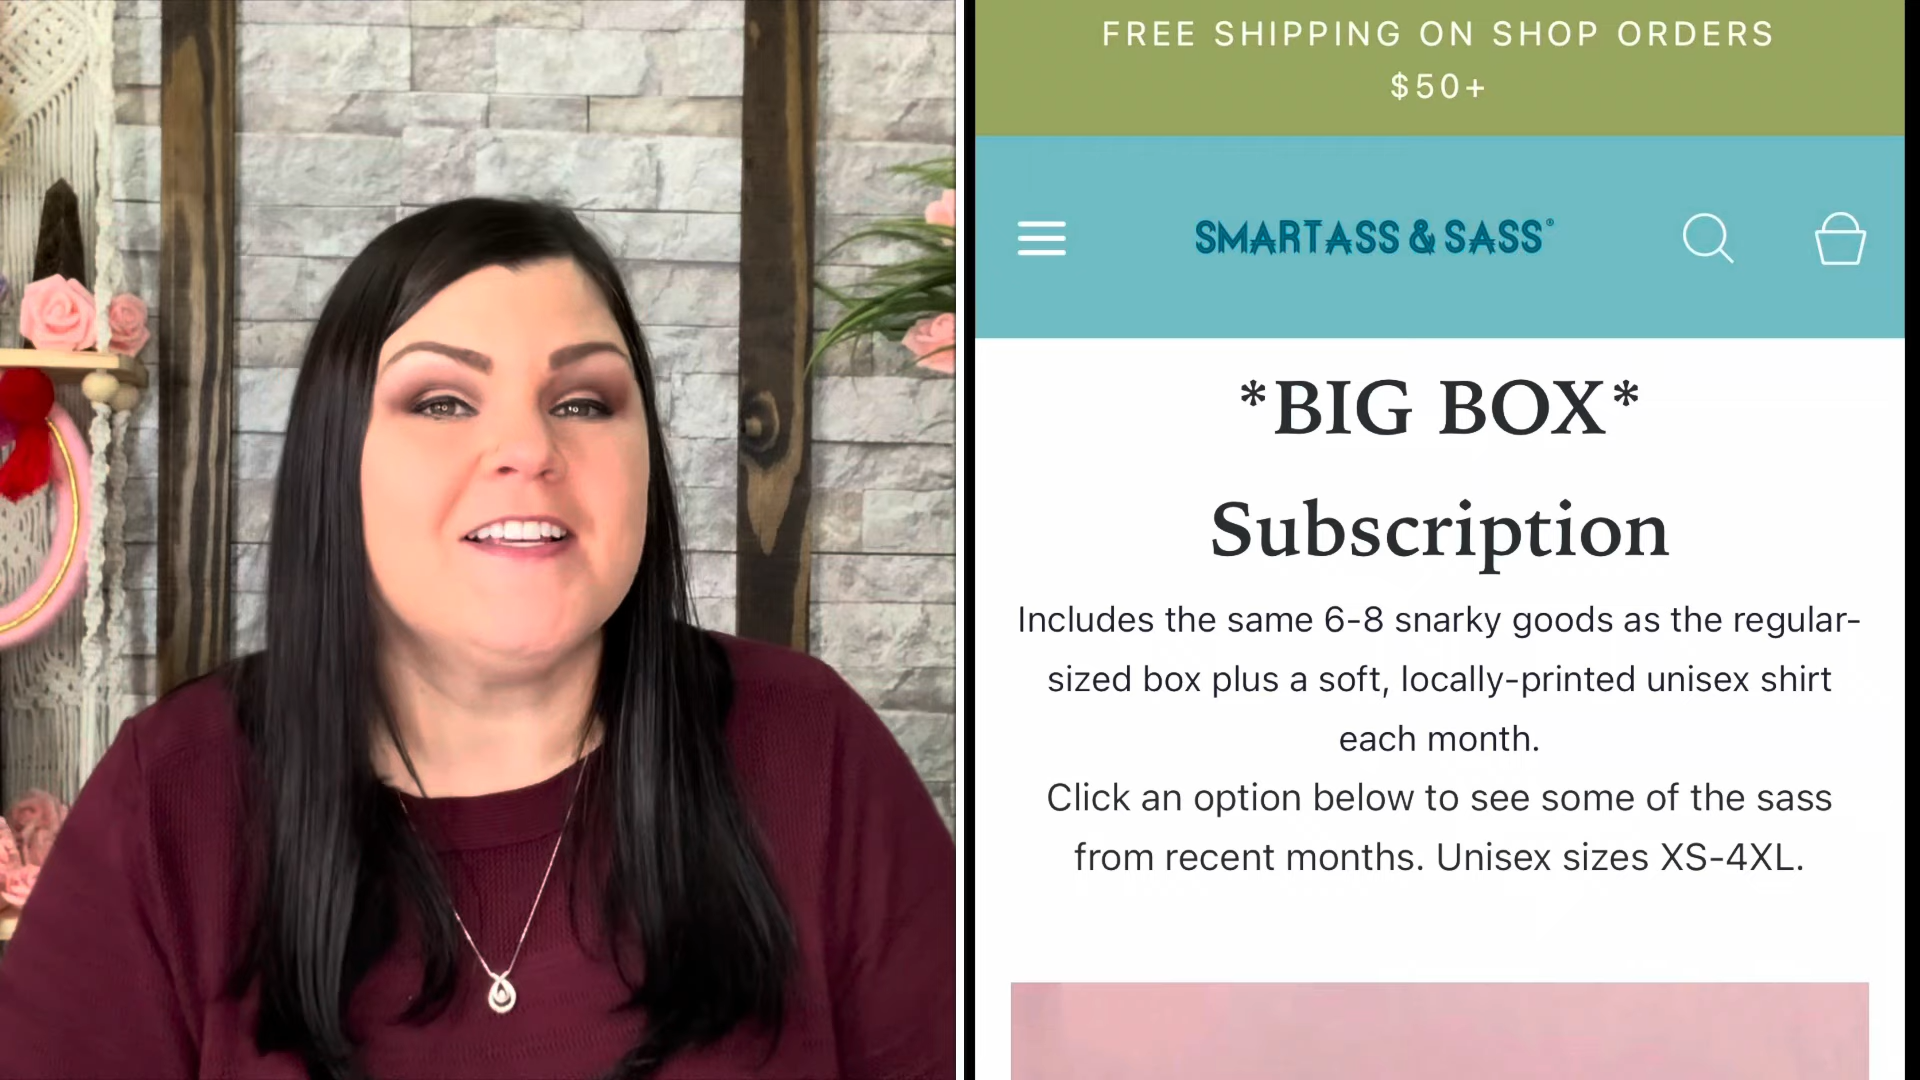 FREE SHIPPING ON SHOP ORDERS
$50+
SMARTASS & SASS®
*BIG BOX*
Subscription
Includes the same 6-8 snarky goods as the regular-
sized box plus a soft, locally-printed unisex shirt
each month.
Click an option below to see some of the sass
from recent months. Unisex sizes XS-4XL.